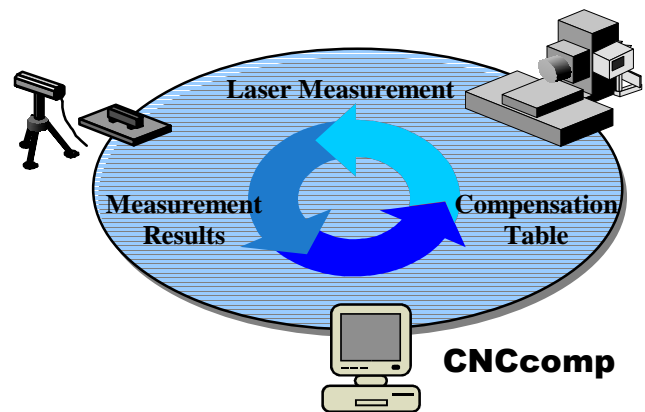 Laser Measurement
Measurement
Results
Compensation
Table
CNCcomp